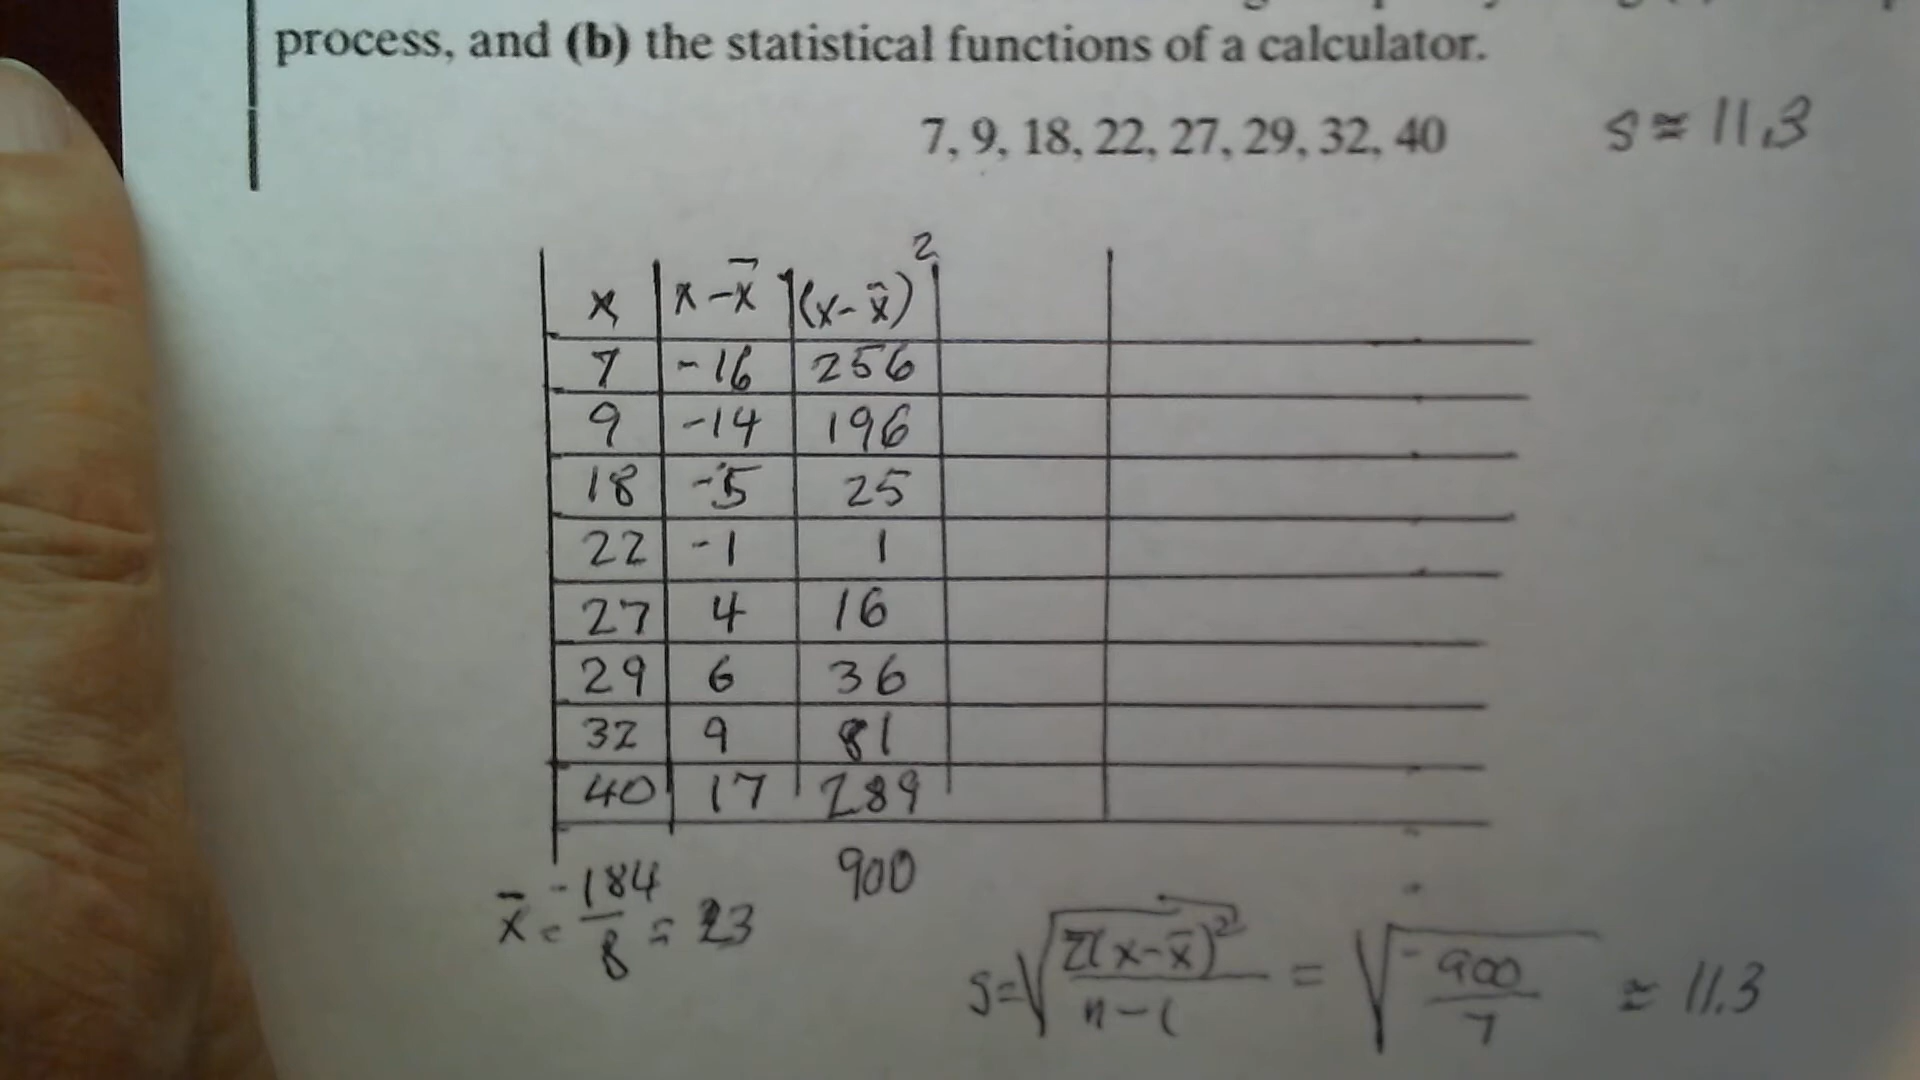 process, and (b) the statistical functions of a calculator.
7, 9, 18, 22, 27, 29, 32, 40
s ≈ 11.3
x | x - x̄ | (x - x̄)²
7 | -16 | 256
9 | -14 | 196
18 | -5 | 25
22 | -1 | 1
27 | 4 | 16
29 | 6 | 36
32 | 9 | 81
40 | 17 | 289
900
x̄ = 184/8 = 23
s = √(Σ(x - x̄)²/(n - 1)) = √(900/7) ≈ 11.3